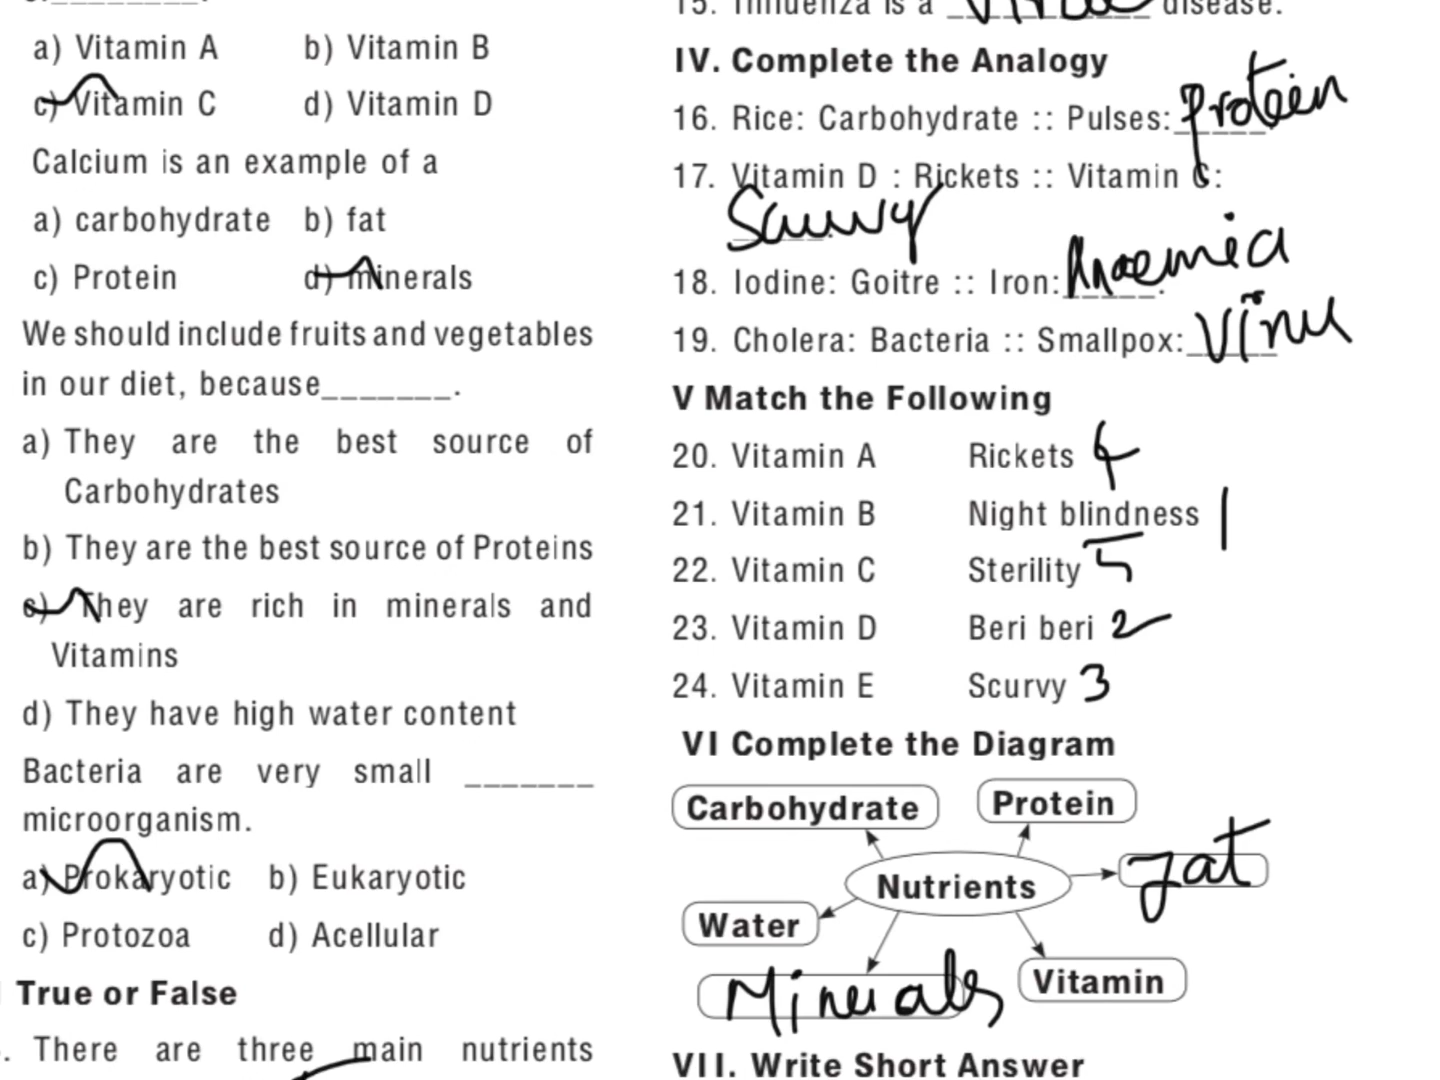 a) Vitamin A b) Vitamin B
c) Vitamin C d) Vitamin D
Calcium is an example of a
a) carbohydrate b) fat
c) Protein d) minerals
We should include fruits and vegetables
in our diet, because_______.
a) They are the best source of
Carbohydrates
b) They are the best source of Proteins
c) They are rich in minerals and
Vitamins
d) They have high water content
Bacteria are very small _______
microorganism.
a) Prokaryotic b) Eukaryotic
c) Protozoa d) Acellular
True or False
. There are three main nutrients
15. Influenza is a Virus disease.
IV. Complete the Analogy
16. Rice: Carbohydrate :: Pulses: Protein
17. Vitamin D : Rickets :: Vitamin C:
Scurvy
18. Iodine: Goitre :: Iron: Anaemia.
19. Cholera: Bacteria :: Smallpox: Viru
V Match the Following
20. Vitamin A Rickets 4
21. Vitamin B Night blindness 1
22. Vitamin C Sterility 5
23. Vitamin D Beri beri 2
24. Vitamin E Scurvy 3
VI Complete the Diagram
Carbohydrate Protein
Nutrients fat
Water
Minerals Vitamin
VII. Write Short Answer